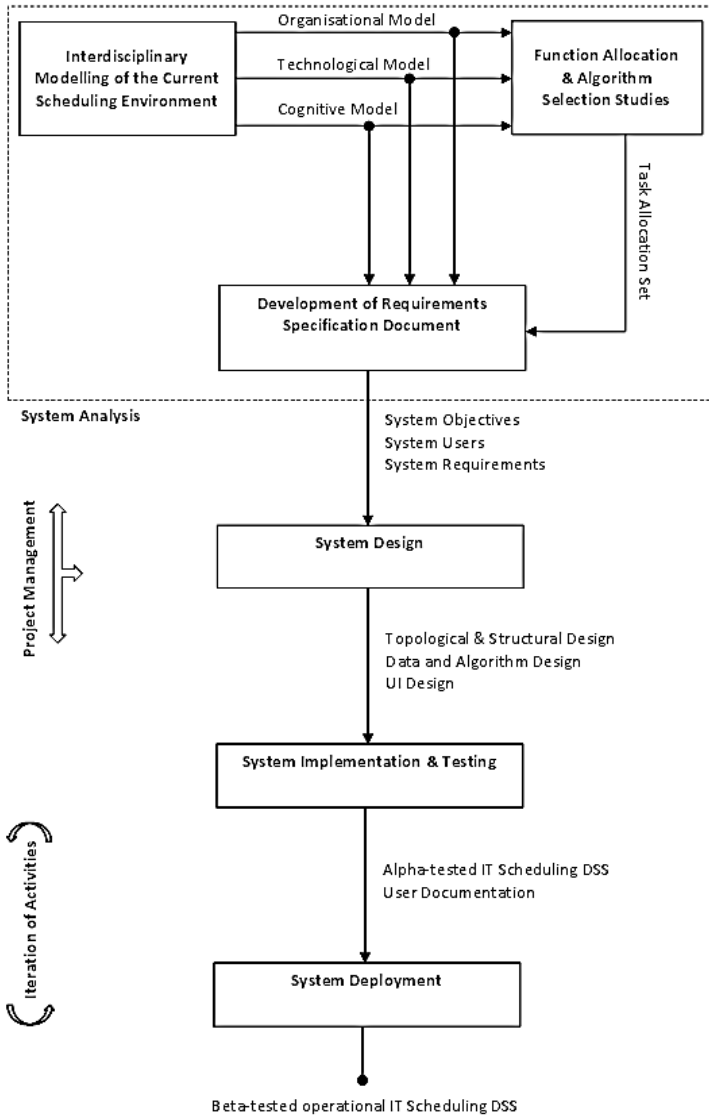 Organisational Model
Interdisciplinary
Modelling of the Current
Scheduling Environment
Technological Model
Cognitive Model
Function Allocation
& Algorithm
Selection Studies
Task Allocation Set
Development of Requirements
Specification Document
System Analysis
System Objectives
System Users
System Requirements
Project Management
System Design
Topological & Structural Design
Data and Algorithm Design
UI Design
System Implementation & Testing
Iteration of Activities
Alpha-tested IT Scheduling DSS
User Documentation
System Deployment
Beta-tested operational IT Scheduling DSS